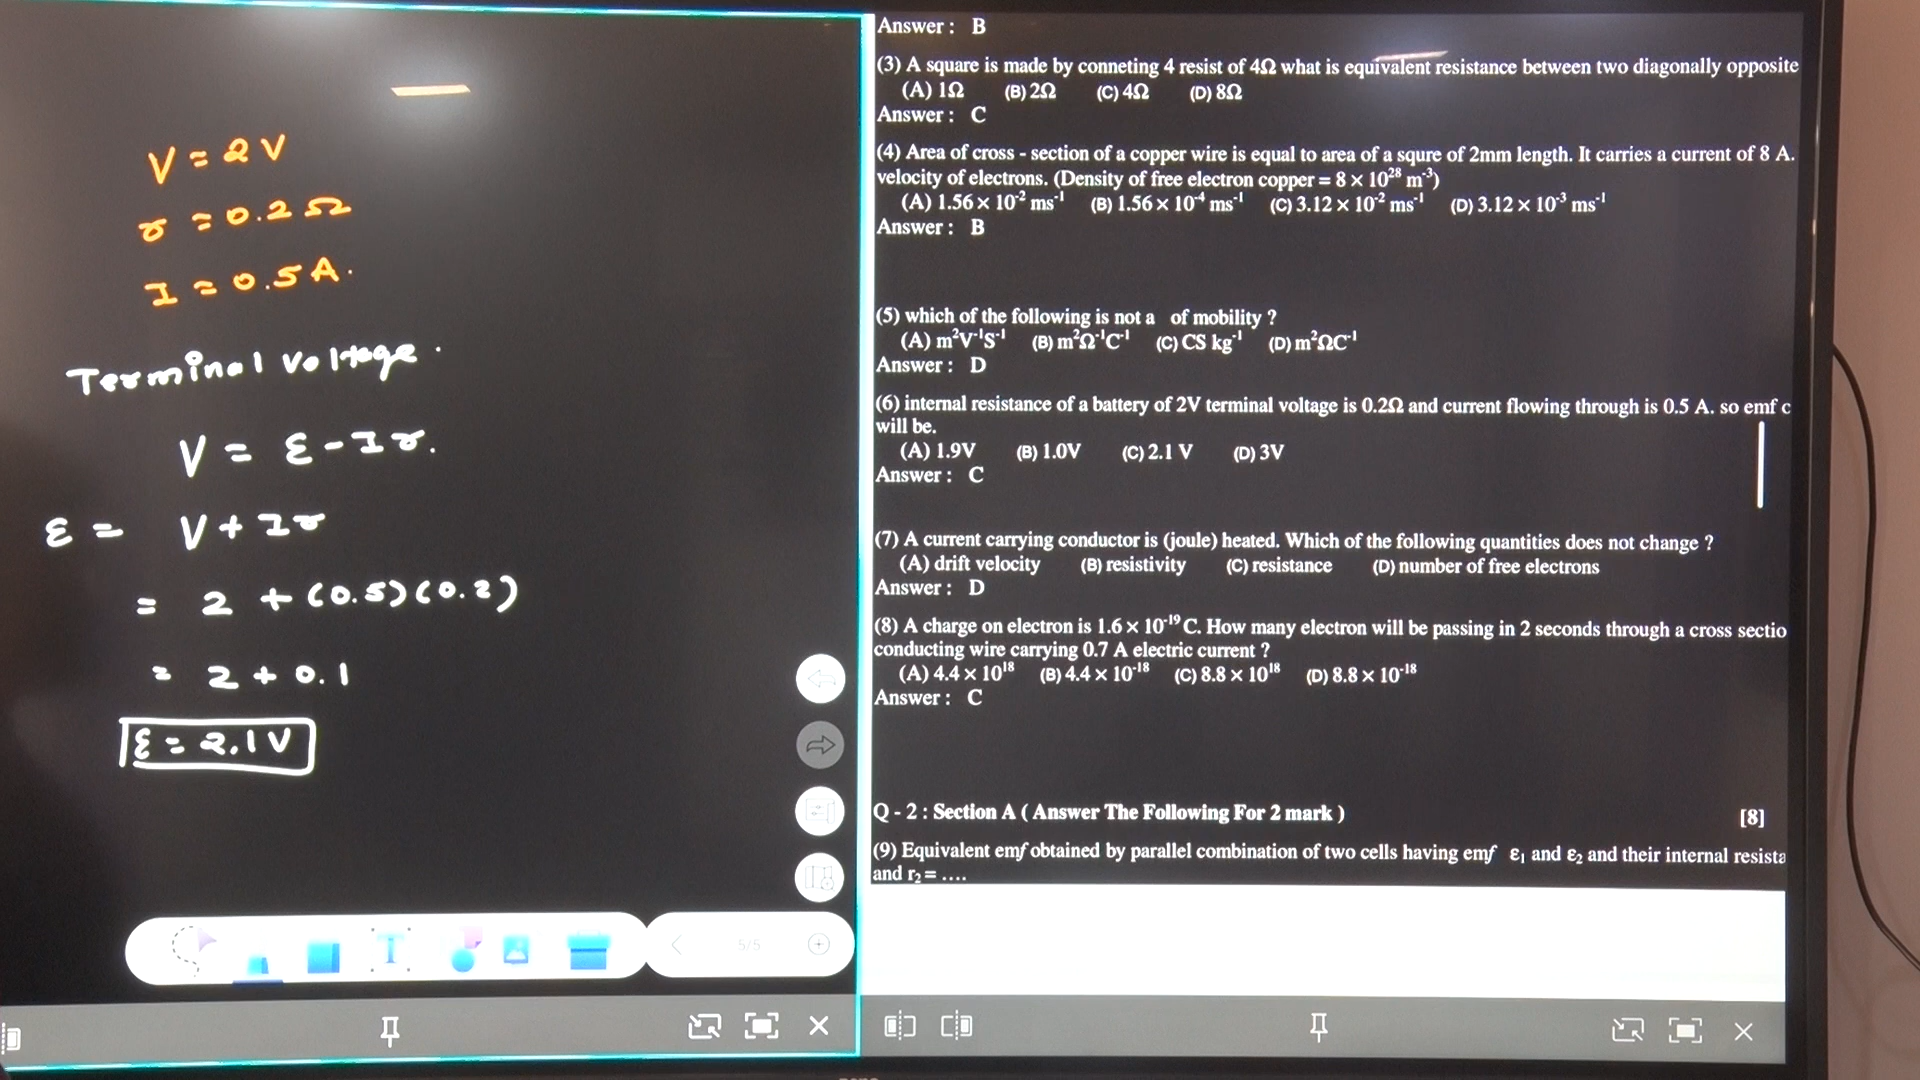 V = 2 V
r = 0.2 Ω
I = 0.5 A.
Terminal Voltage.
V = ε - I r.
ε = V + I r
= 2 + (0.5)(0.2)
= 2 + 0.1
ε = 2.1 V
5/5
Answer : B
(3) A square is made by conneting 4 resist of 4Ω what is equivalent resistance between two diagonally opposite
(A) 1Ω (B) 2Ω (C) 4Ω (D) 8Ω
Answer : C
(4) Area of cross - section of a copper wire is equal to area of a squre of 2mm length. It carries a current of 8 A.
velocity of electrons. (Density of free electron copper = 8 × 10²⁸ m⁻³)
(A) 1.56 × 10⁻² ms⁻¹ (B) 1.56 × 10⁻⁴ ms⁻¹ (C) 3.12 × 10⁻² ms⁻¹ (D) 3.12 × 10⁻³ ms⁻¹
Answer : B
(5) which of the following is not a of mobility ?
(A) m²V⁻¹S⁻¹ (B) m²Ω⁻¹C⁻¹ (C) CS kg⁻¹ (D) m²ΩC⁻¹
Answer : D
(6) internal resistance of a battery of 2V terminal voltage is 0.2Ω and current flowing through is 0.5 A. so emf c
will be.
(A) 1.9V (B) 1.0V (C) 2.1 V (D) 3V
Answer : C
(7) A current carrying conductor is (joule) heated. Which of the following quantities does not change ?
(A) drift velocity (B) resistivity (C) resistance (D) number of free electrons
Answer : D
(8) A charge on electron is 1.6 × 10⁻¹⁹ C. How many electron will be passing in 2 seconds through a cross sectio
conducting wire carrying 0.7 A electric current ?
(A) 4.4 × 10¹⁸ (B) 4.4 × 10⁻¹⁸ (C) 8.8 × 10¹⁸ (D) 8.8 × 10⁻¹⁸
Answer : C
Q - 2 : Section A ( Answer The Following For 2 mark ) [8]
(9) Equivalent emf obtained by parallel combination of two cells having emf ε₁ and ε₂ and their internal resista
and r₂ = ....